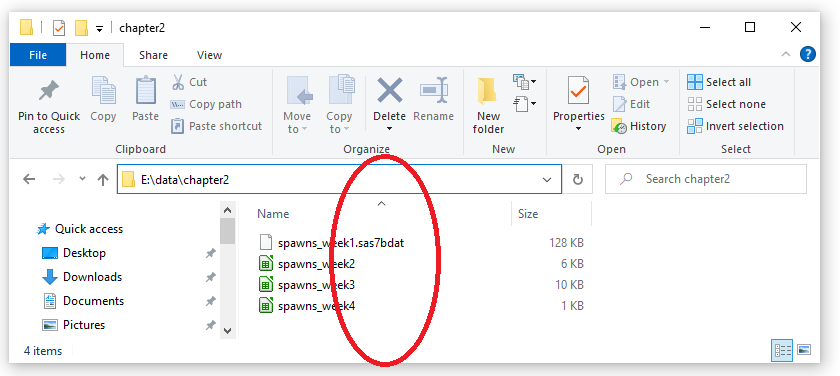 chapter2
File Home Share View
Pin to Quick access
Copy
Paste
Cut
Copy path
Paste shortcut
Move to
Copy to
Delete
Rename
New folder
Properties
Open
Edit
History
Select all
Select none
Invert selection
Clipboard Organize New Open Select
E:\data\chapter2
Search chapter2
Quick access
Desktop
Downloads
Documents
Pictures
Name Size
spawns_week1.sas7bdat 128 KB
spawns_week2 6 KB
spawns_week3 10 KB
spawns_week4 1 KB
4 items